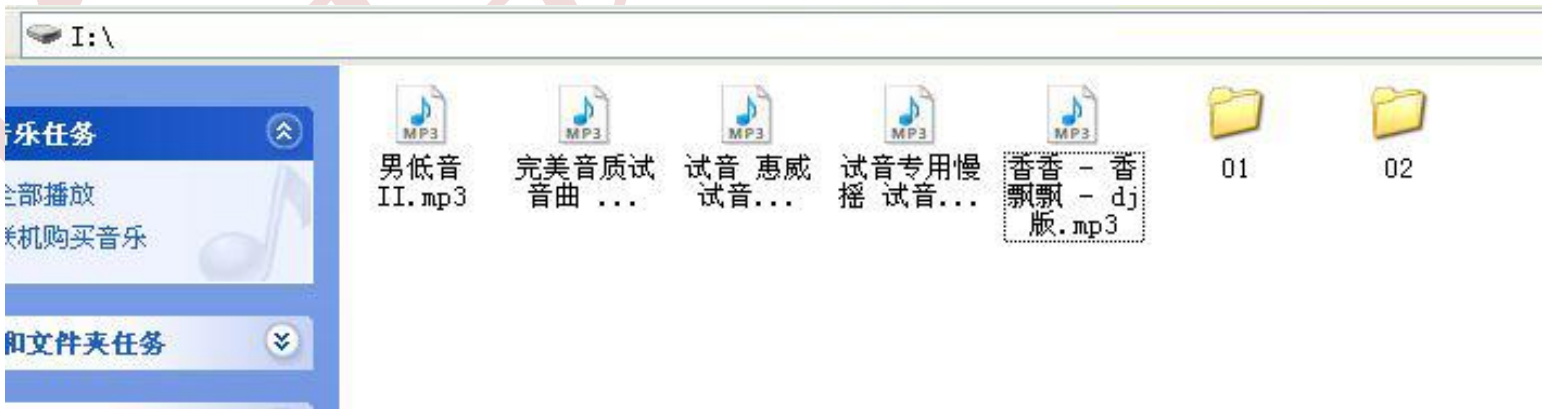 I:\
音乐任务
全部播放
联机购买音乐
和文件夹任务
MP3
男低音
II.mp3
MP3
完美音质试
音曲 ...
MP3
试音 惠威
试音...
MP3
试音专用慢
摇 试音...
MP3
香香 - 香
飘飘 - dj
版.mp3
01
02